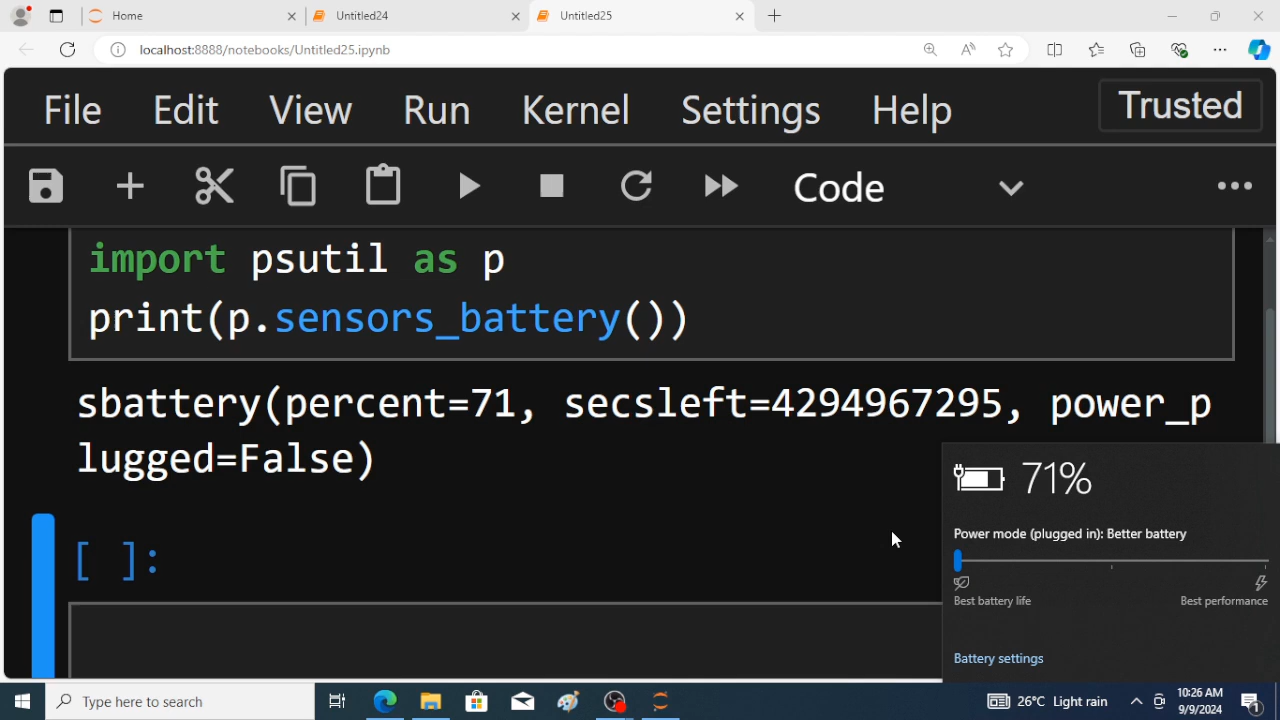 Home
Untitled24
Untitled25
localhost:8888/notebooks/Untitled25.ipynb
File Edit View Run Kernel Settings Help Trusted
Code
import psutil as p
print(p.sensors_battery())
sbattery(percent=71, secsleft=4294967295, power_p
lugged=False)
[ ]:
71%
Power mode (plugged in): Better battery
Best battery life
Best performance
Battery settings
Type here to search
26°C Light rain
10:26 AM
9/9/2024
1